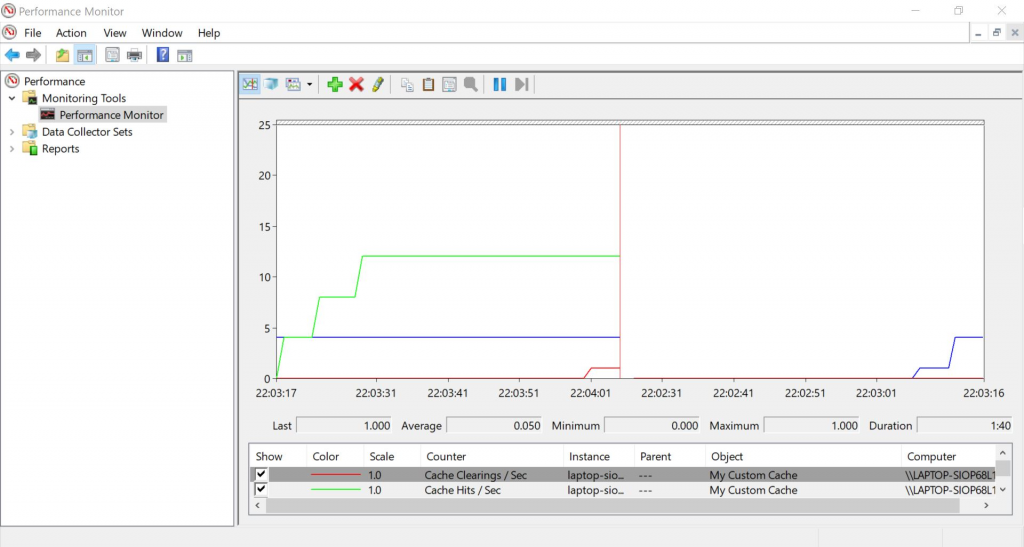 Performance Monitor
File Action View Window Help
Performance
Monitoring Tools
Performance Monitor
Data Collector Sets
Reports
25
20
15
10
5
0
22:03:17 22:03:31 22:03:41 22:03:51 22:04:01 22:02:31 22:02:41 22:02:51 22:03:01 22:03:16
Last 1.000 Average 0.050 Minimum 0.000 Maximum 1.000 Duration 1:40
Show Color Scale Counter Instance Parent Object Computer
1.0 Cache Clearings / Sec laptop-sio... --- My Custom Cache \\LAPTOP-SIOP68L1
1.0 Cache Hits / Sec laptop-sio... --- My Custom Cache \\LAPTOP-SIOP68L1